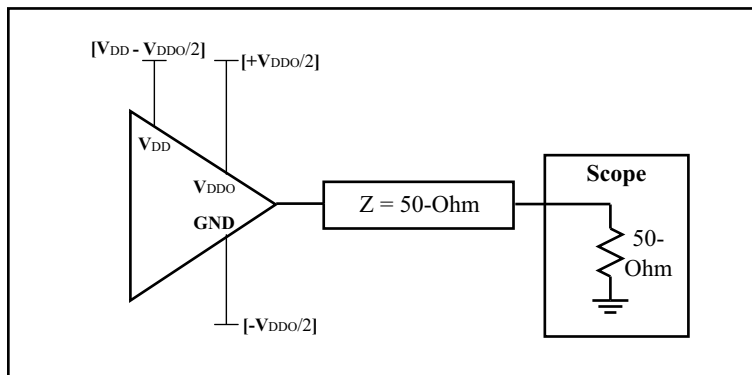 [VDD - VDDO/2]
[+VDDO/2]
VDD
VDDO
GND
[-VDDO/2]
Z = 50-Ohm
Scope
50-
Ohm